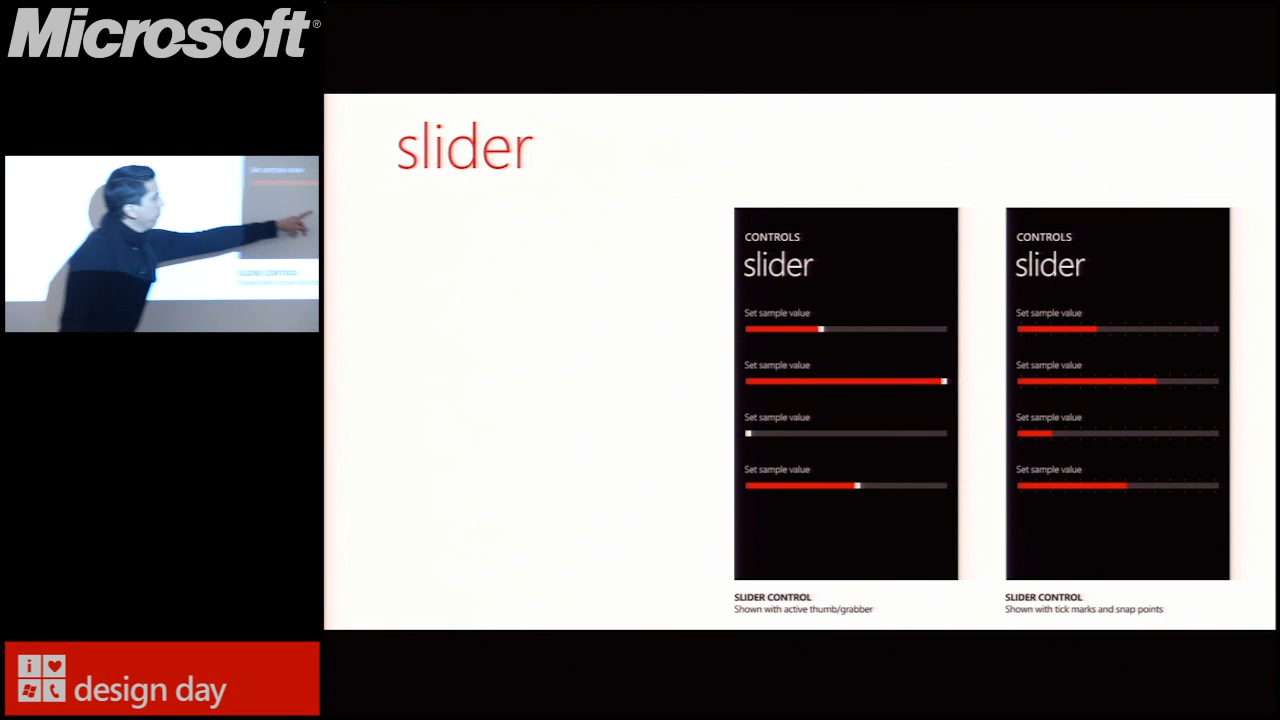 Microsoft®
slider
CONTROLS
slider
Set sample value
Set sample value
Set sample value
Set sample value
SLIDER CONTROL
Shown with active thumb/grabber
CONTROLS
slider
Set sample value
Set sample value
Set sample value
Set sample value
SLIDER CONTROL
Shown with tick marks and snap points
SLIDER CONTROL
i
design day